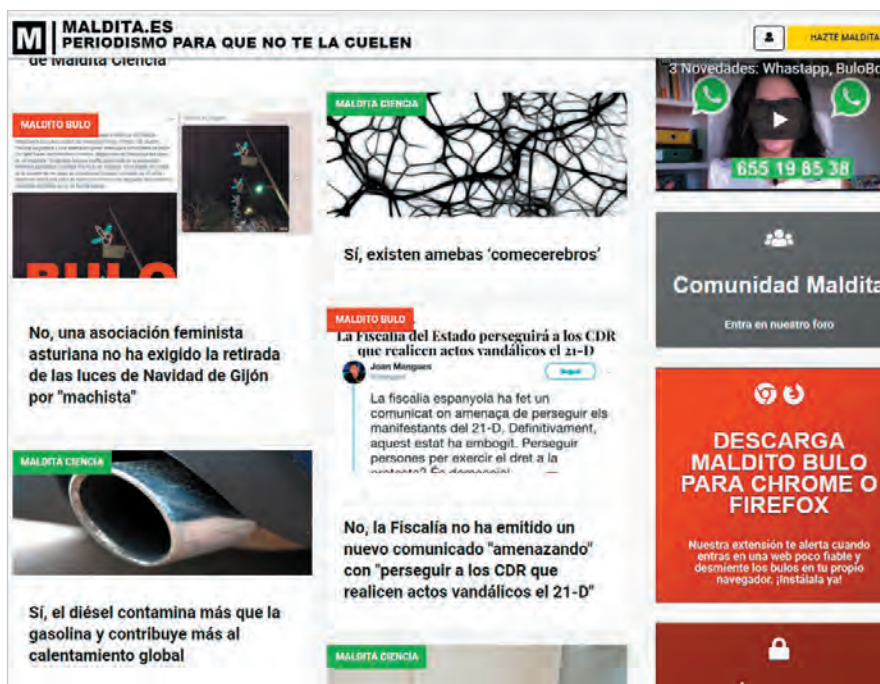 M
MALDITA.ES
PERIODISMO PARA QUE NO TE LA CUELEN
HAZTE MALDITA
de Maldita Ciencia
MALDITO BULO
BULO
No, una asociación feminista
asturiana no ha exigido la retirada
de las luces de Navidad de Gijón
por "machista"
MALDITA CIENCIA
Sí, el diésel contamina más que la
gasolina y contribuye más al
calentamiento global
MALDITA CIENCIA
Sí, existen amebas ‘comecerebros’
MALDITO BULO
La Fiscalía del Estado perseguirá a los CDR
que realicen actos vandálicos el 21-D
Joan Mangues
Seguir
La fiscalia espanyola ha fet un
comunicat on amenaça de perseguir els
manifestants del 21-D. Definitivament,
aquest estat ha embogit. Perseguir
persones per exercir el dret a la
protesta? És demencial
No, la Fiscalía no ha emitido un
nuevo comunicado "amenazando"
con "perseguir a los CDR que
realicen actos vandálicos el 21-D"
MALDITA CIENCIA
3 Novedades: Whastapp, BuloBo
655 19 85 38
Comunidad Maldita
Entra en nuestro foro
DESCARGA
MALDITO BULO
PARA CHROME O
FIREFOX
Nuestra extensión te alerta cuando
entras en una web poco fiable y
desmiente los bulos en tu propio
navegador. ¡Instálala ya!